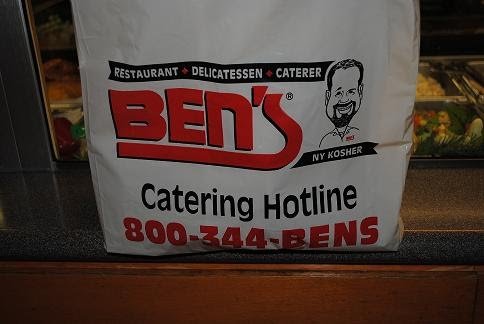 RESTAURANT • DELICATESSEN • CATERER
BEN'S®
NY KOSHER
Catering Hotline
800-344-BENS